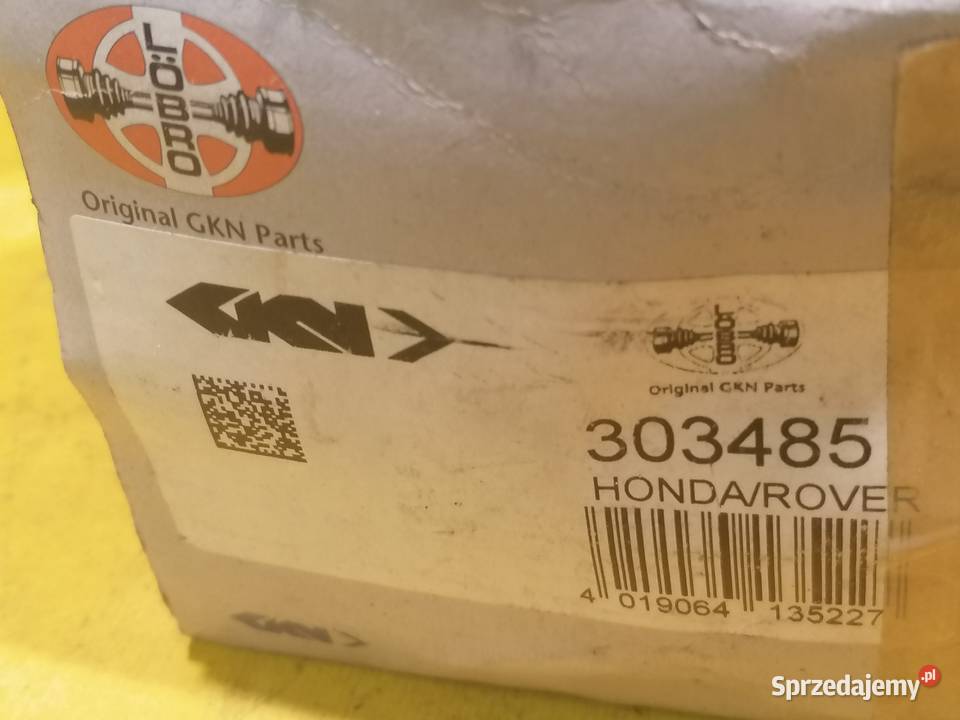 LÖBRO
Original GKN Parts
GKN
LÖBRO
Original GKN Parts
303485
HONDA/ROVER
4 019064 135227
GKN
Sprzedajemy.pl